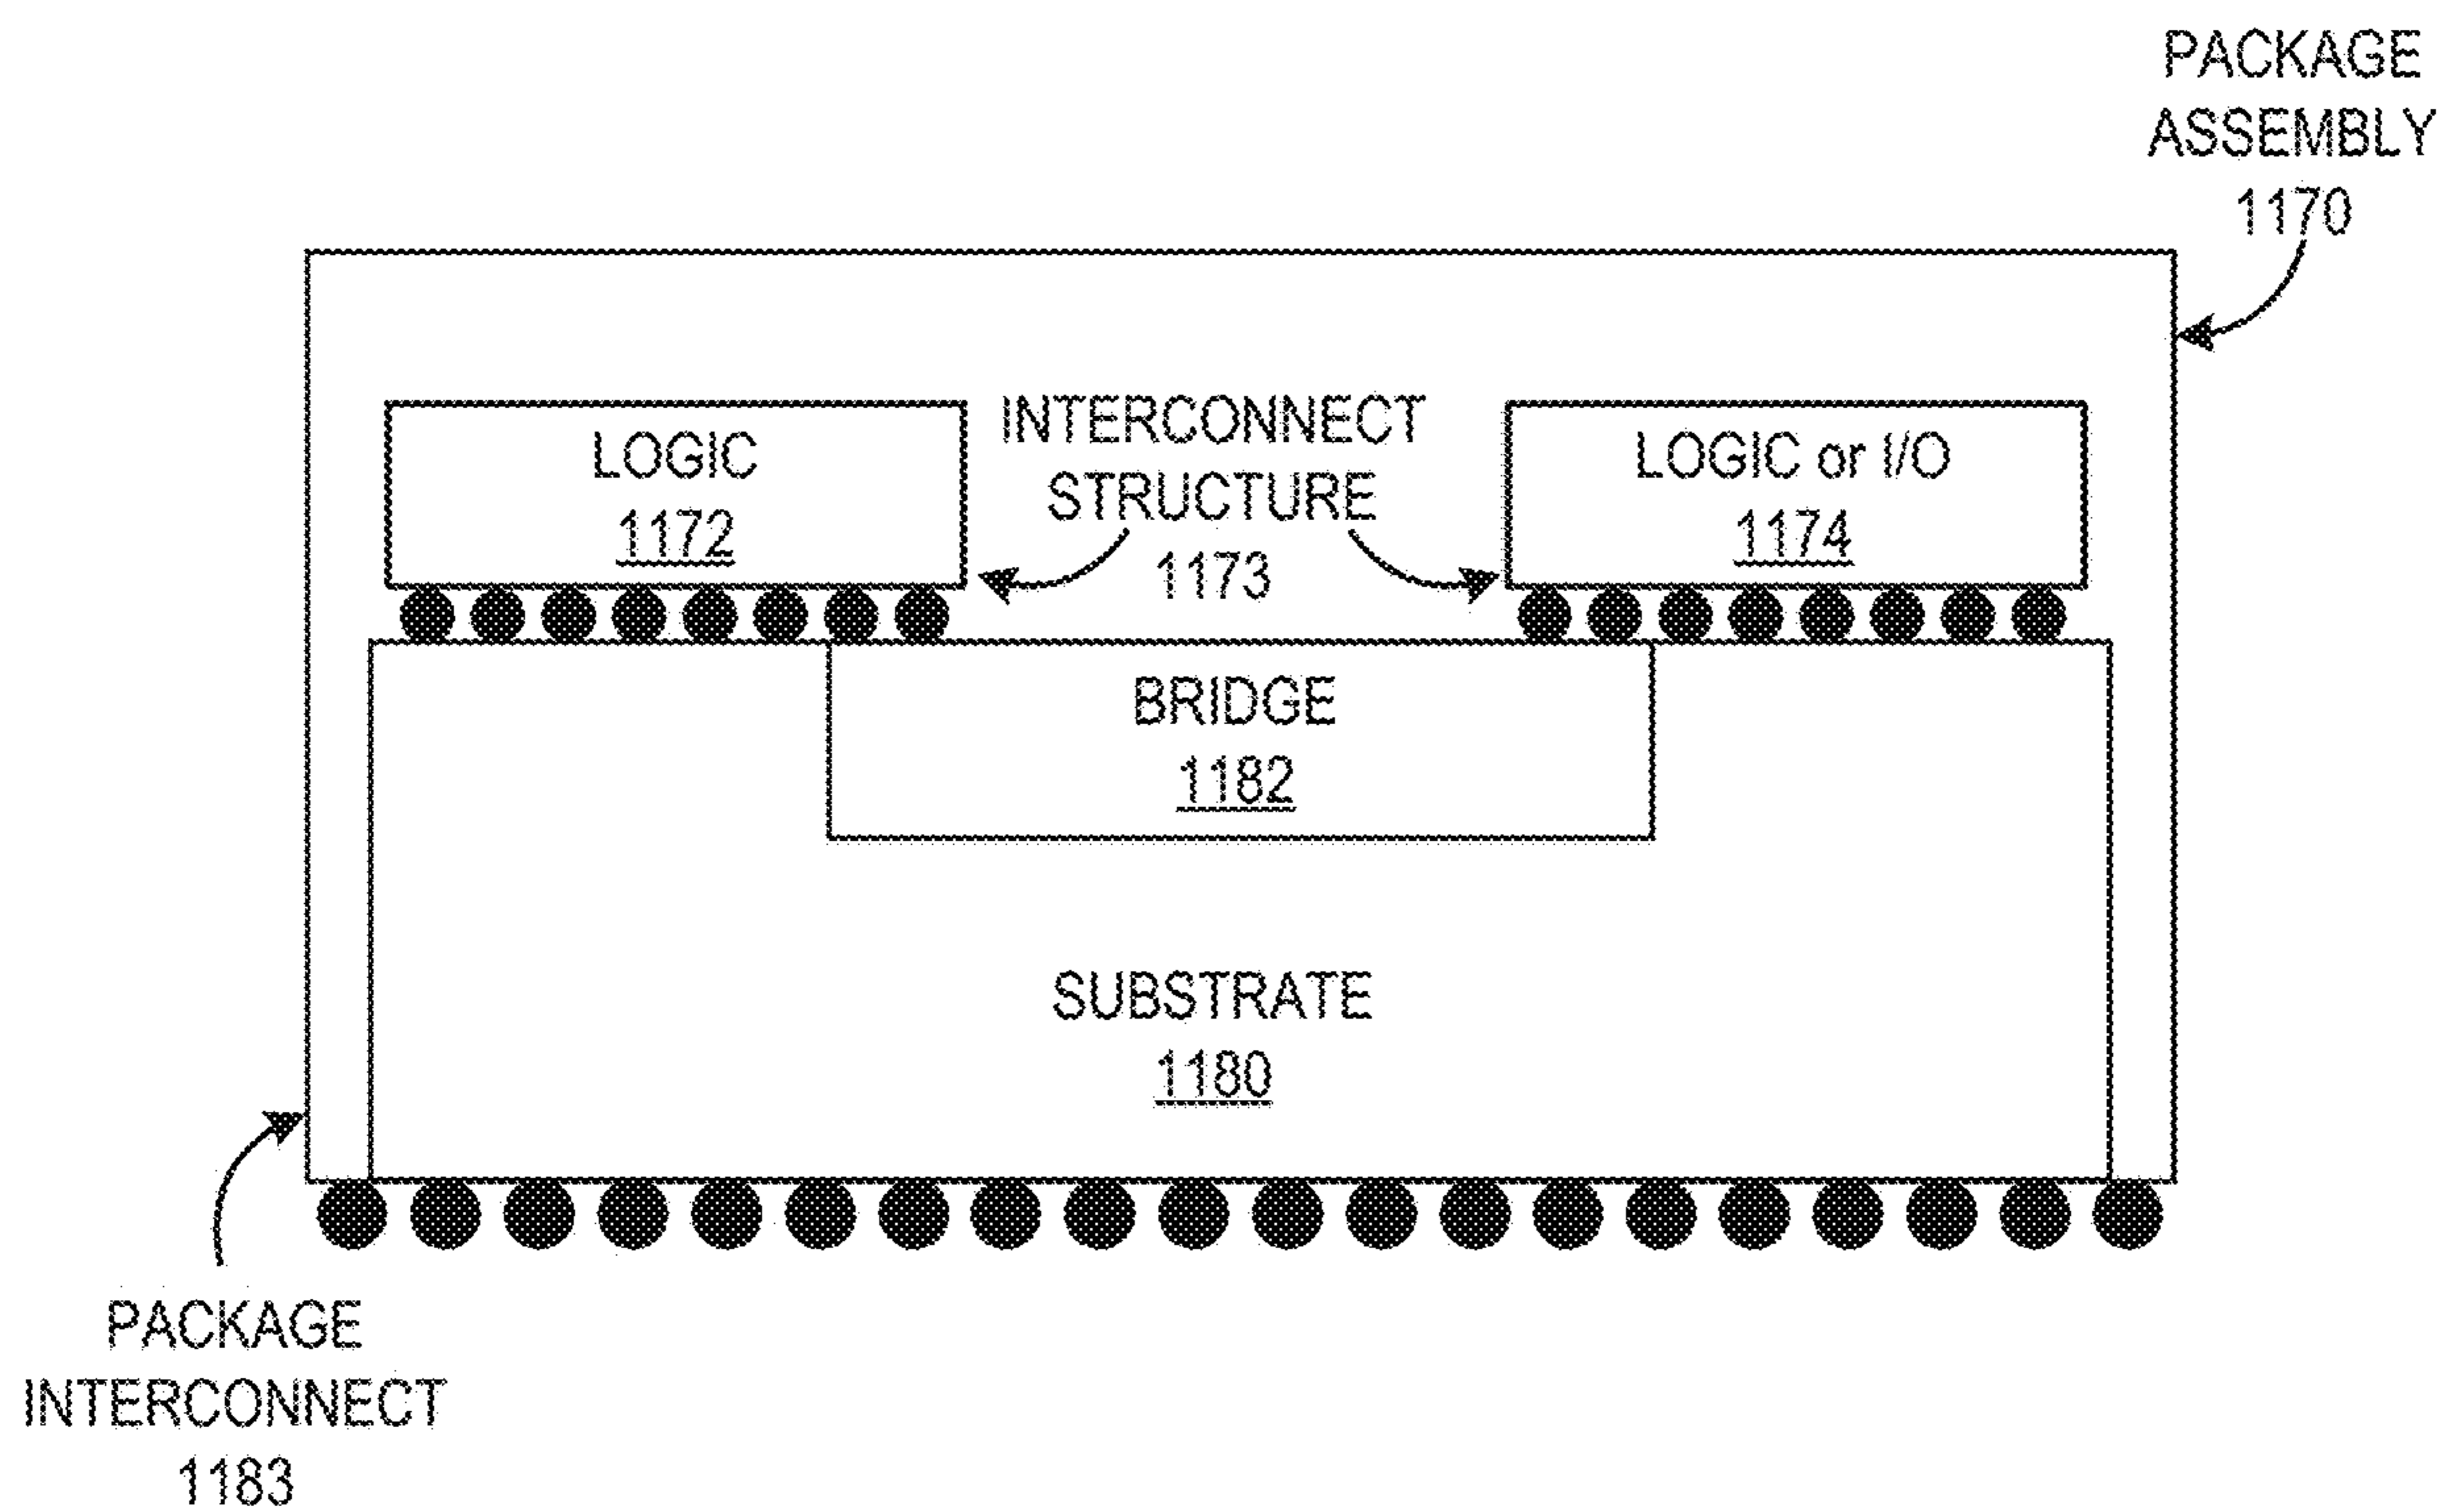 PACKAGE
ASSEMBLY
1170
LOGIC
1172
INTERCONNECT
STRUCTURE
1173
LOGIC or I/O
1174
BRIDGE
1182
SUBSTRATE
1180
PACKAGE
INTERCONNECT
1183